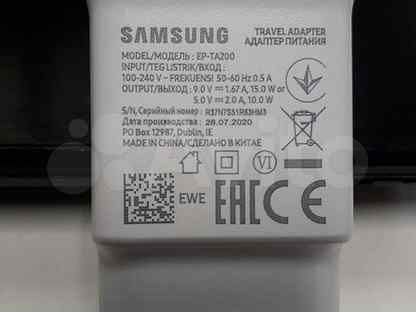 SAMSUNG
TRAVEL ADAPTER
АДАПТЕР ПИТАНИЯ
MODEL/МОДЕЛЬ : EP-TA200
INPUT/TEG LISTRIK/ВХОД :
100-240 V ~ FREKUENSI 50-60 Hz 0.5 A
OUTPUT/ВЫХОД : 9.0 V ⎓ 1.67 A, 15.0 W or
5.0 V ⎓ 2.0 A, 10.0 W
S/N, Серийный номер :
Дата производства : 28.07.2020
PO Box 12987, Dublin, IE
MADE IN CHINA/СДЕЛАНО В КИТАЕ
VI
EWE
EAC CE